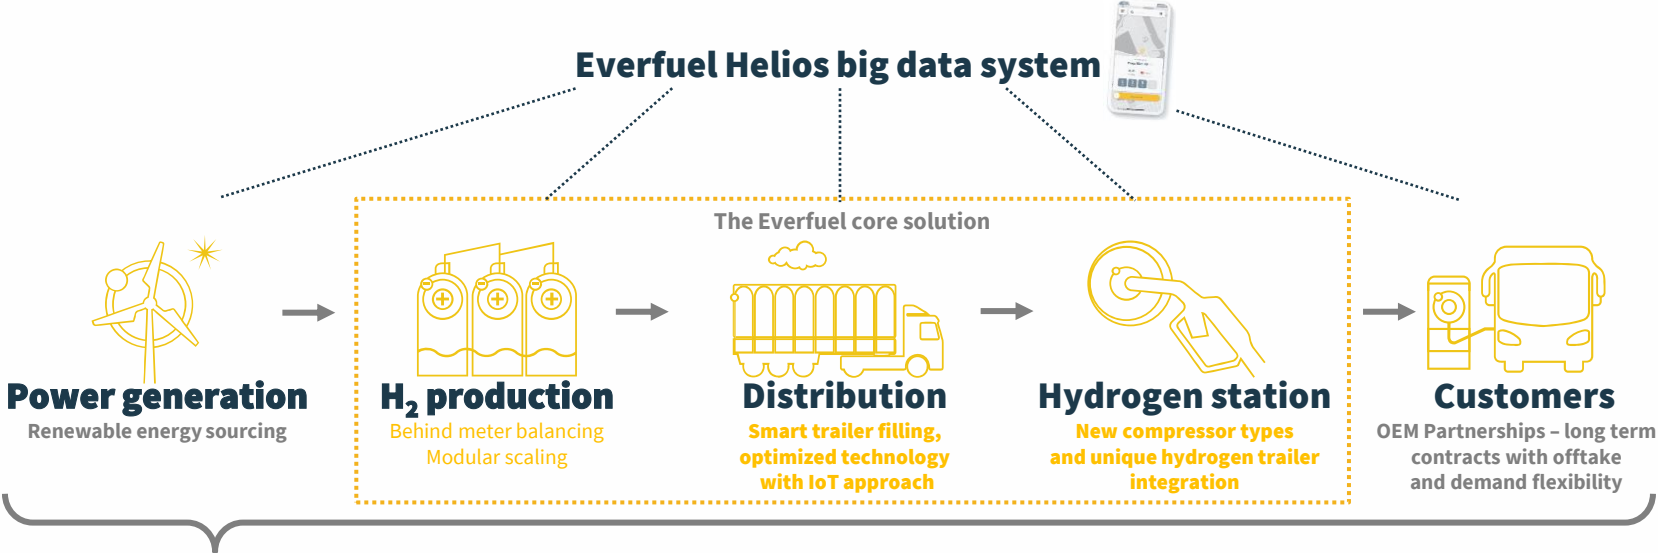 Everfuel Helios big data system
The Everfuel core solution
Power generation
Renewable energy sourcing
H₂ production
Behind meter balancing
Modular scaling
Distribution
Smart trailer filling,
optimized technology
with IoT approach
Hydrogen station
New compressor types
and unique hydrogen trailer
integration
Customers
OEM Partnerships – long term
contracts with offtake
and demand flexibility